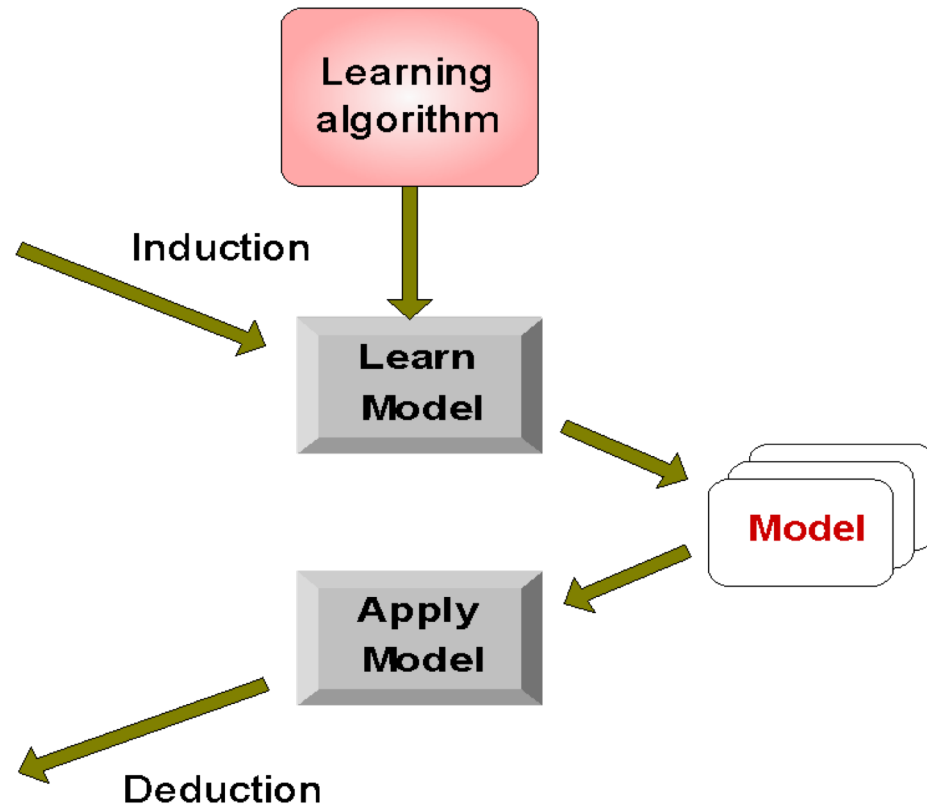 Learning
algorithm
Induction
Learn
Model
Model
Apply
Model
Deduction